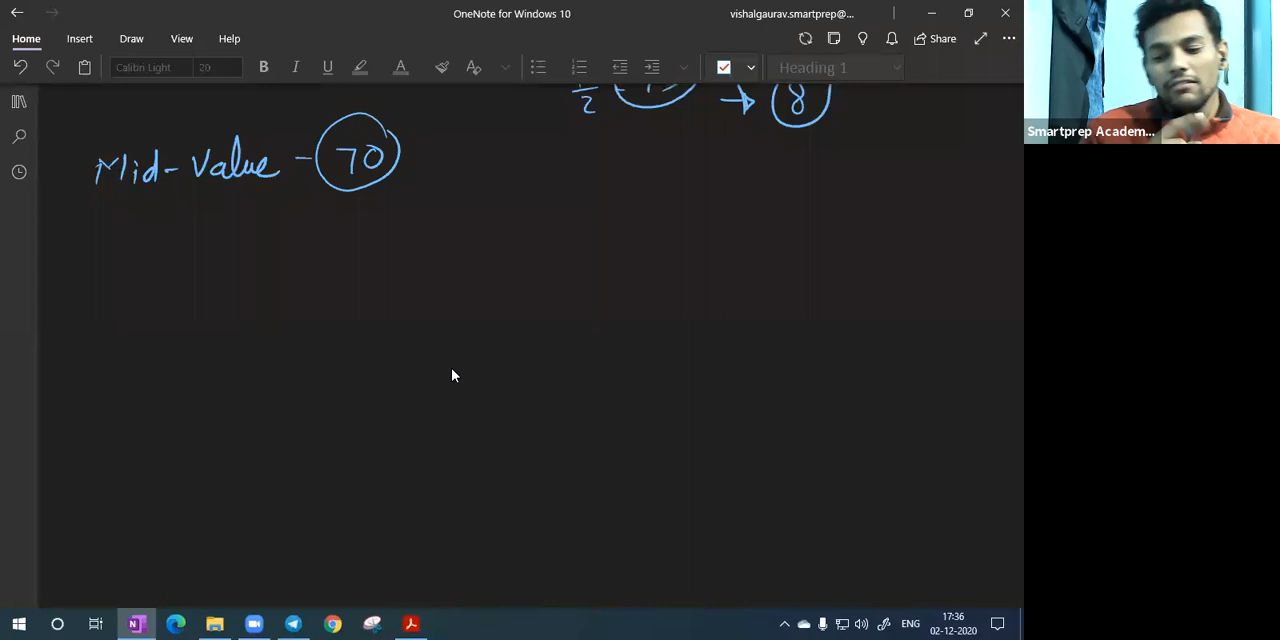 OneNote for Windows 10
vishalgaurav.smartprep@...
Home Insert Draw View Help
Share
Calibri Light 20 B I U A Heading 1
2 8
Mid-Value - 70
Smartprep Academ...
ENG
17:36
02-12-2020